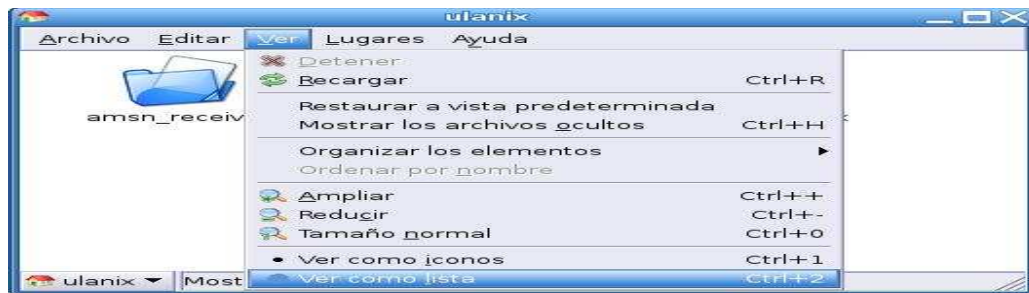 ulanix
Archivo Editar Ver Lugares Ayuda
Detener
Recargar Ctrl+R
amsn_receiv
Restaurar a vista predeterminada
Mostrar los archivos ocultos Ctrl+H
Organizar los elementos
Ordenar por nombre
Ampliar Ctrl++
Reducir Ctrl+-
Tamaño normal Ctrl+0
Ver como iconos Ctrl+1
ulanix Most Ver como lista Ctrl+2